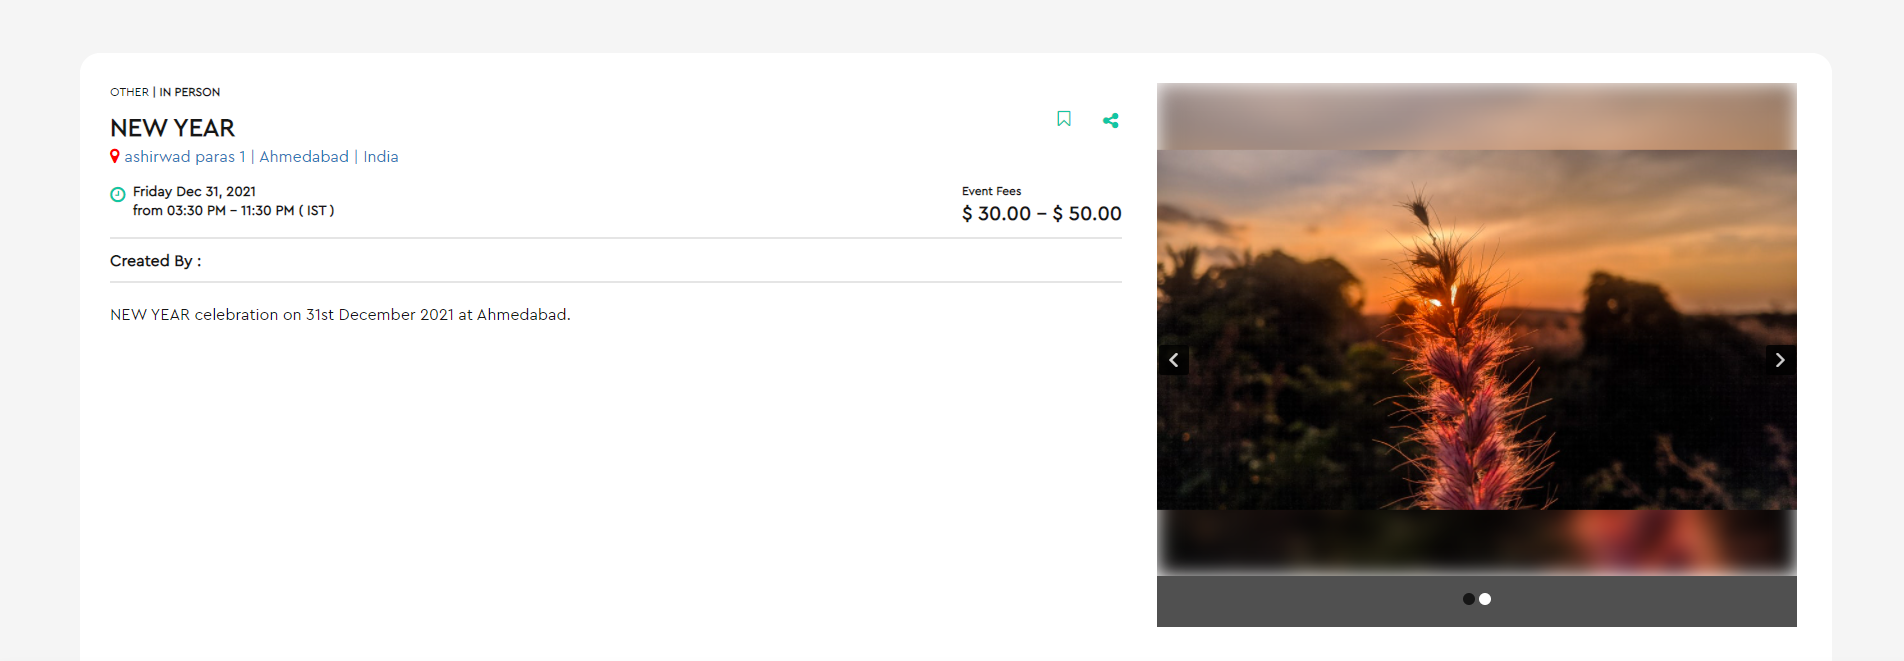 OTHER | IN PERSON
NEW YEAR
ashirwad paras 1 | Ahmedabad | India
Friday Dec 31, 2021
from 03:30 PM - 11:30 PM ( IST )
Event Fees
$ 30.00 - $ 50.00
Created By :
NEW YEAR celebration on 31st December 2021 at Ahmedabad.